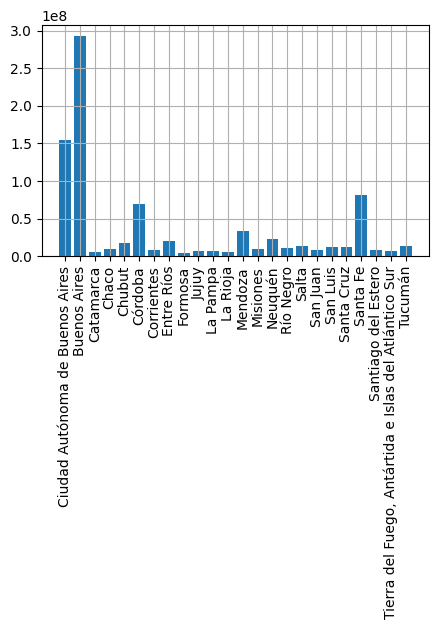 1e8
3.0
2.5
2.0
1.5
1.0
0.5
0.0
Ciudad Autónoma de Buenos Aires
Buenos Aires
Catamarca
Chaco
Chubut
Córdoba
Corrientes
Entre Ríos
Formosa
Jujuy
La Pampa
La Rioja
Mendoza
Misiones
Neuquén
Río Negro
Salta
San Juan
San Luis
Santa Cruz
Santa Fe
Santiago del Estero
Tierra del Fuego, Antártida e Islas del Atlántico Sur
Tucumán